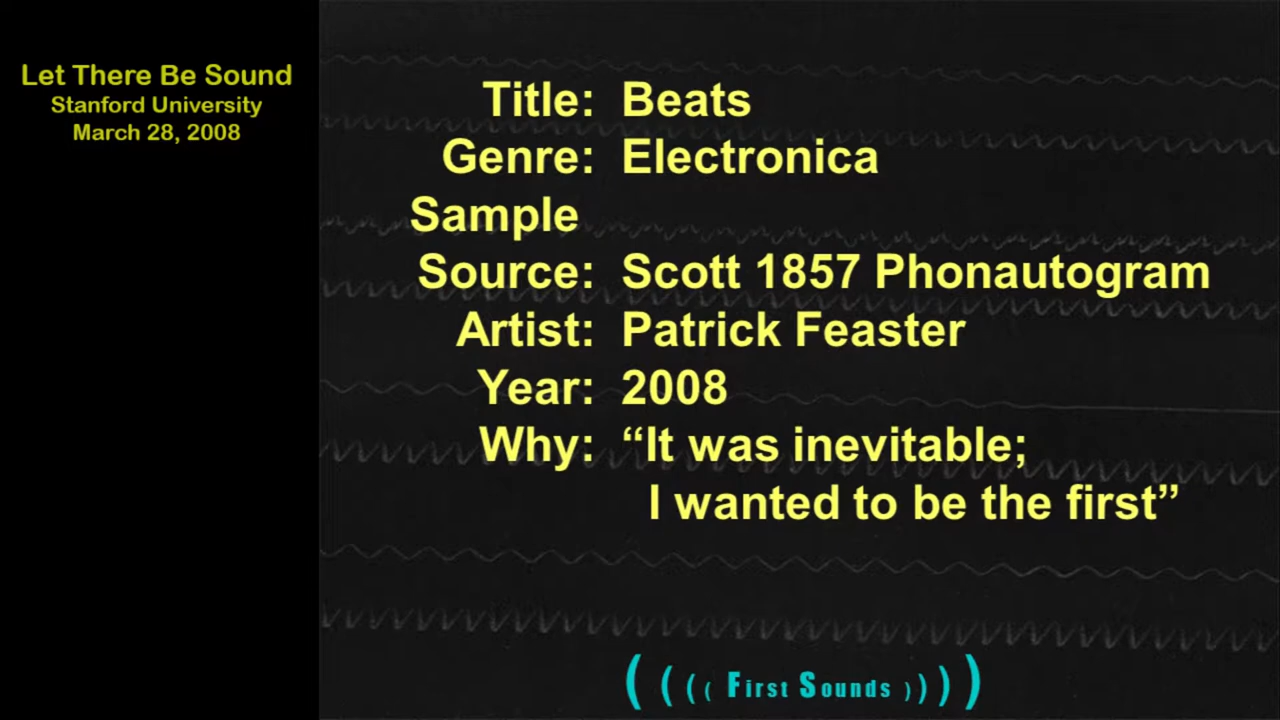 Let There Be Sound
Stanford University
March 28, 2008
Title: Beats
Genre: Electronica
Sample
Source: Scott 1857 Phonautogram
Artist: Patrick Feaster
Year: 2008
Why: “It was inevitable;
I wanted to be the first”
( ( ( ( First Sounds ) ) ) )